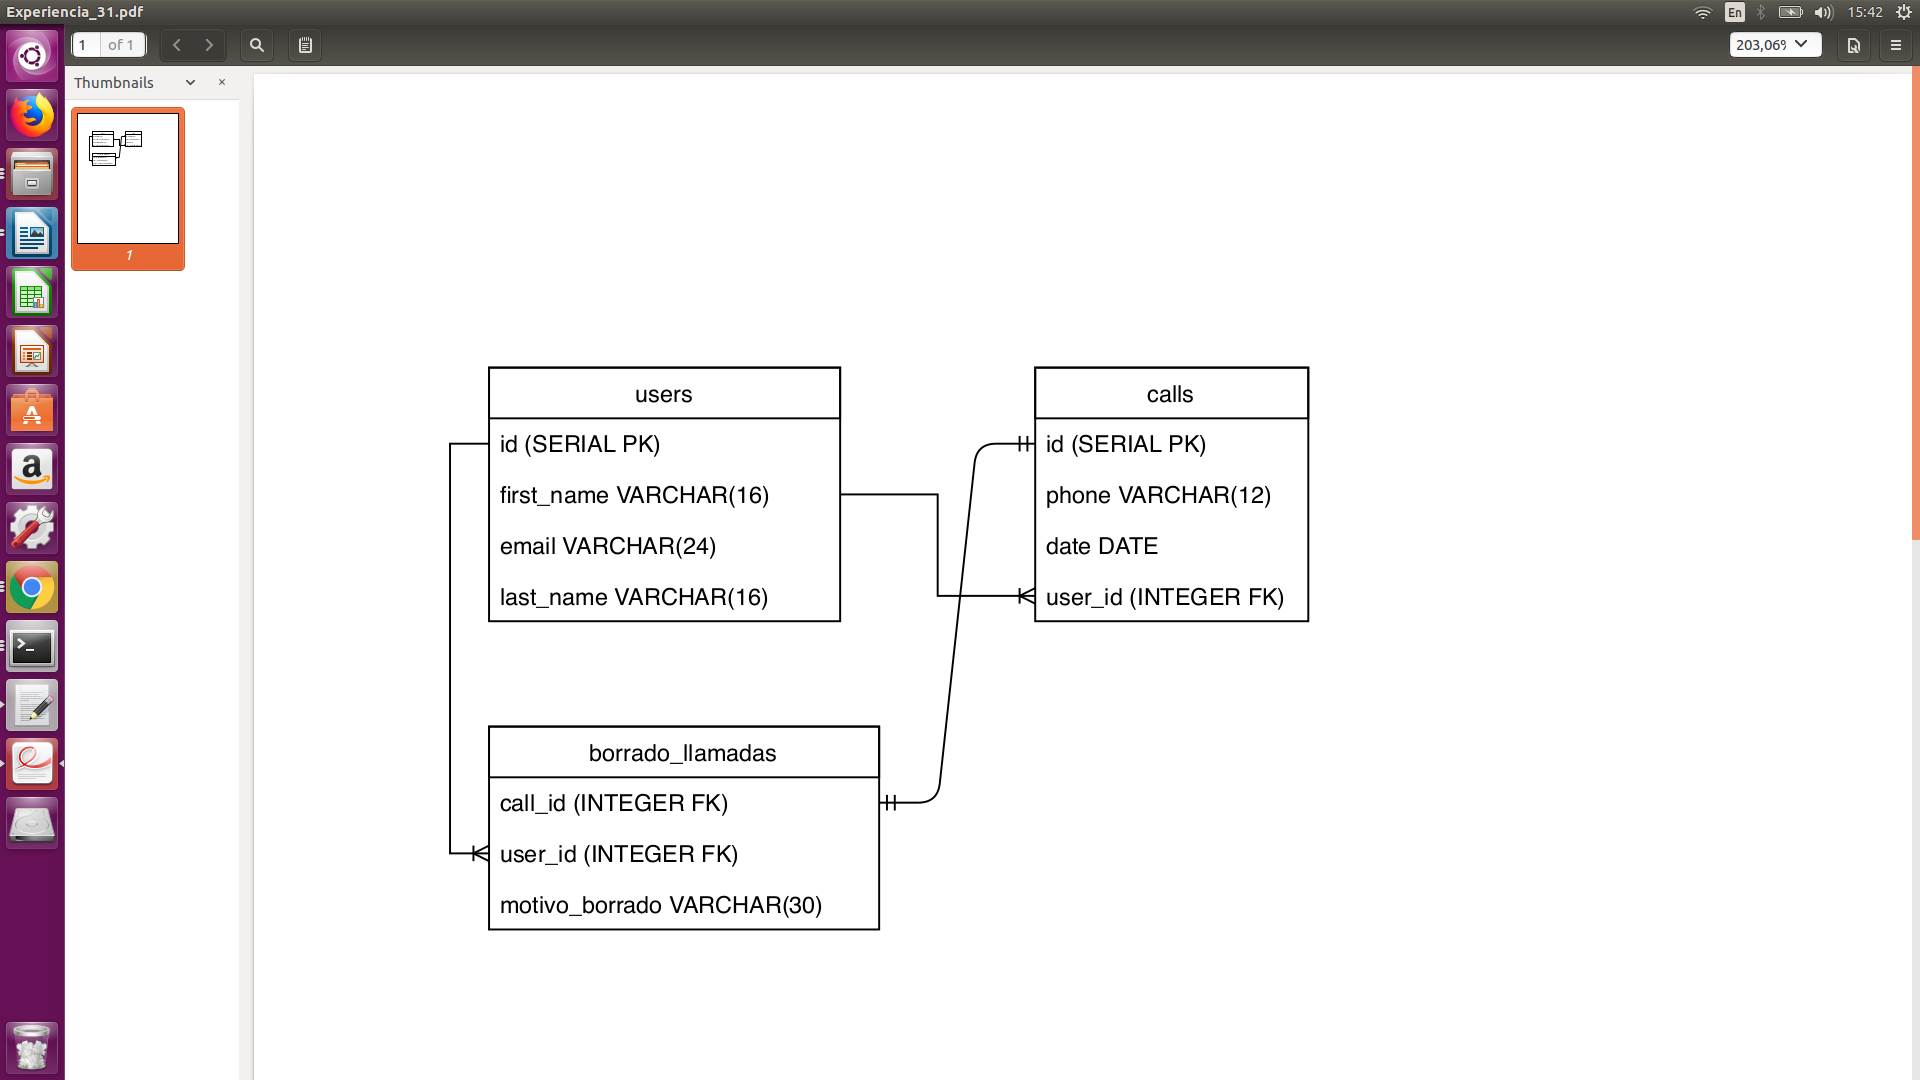 Experiencia_31.pdf
En
15:42
1 of 1
203,06%
Thumbnails
1
users
id (SERIAL PK)
first_name VARCHAR(16)
email VARCHAR(24)
last_name VARCHAR(16)
calls
id (SERIAL PK)
phone VARCHAR(12)
date DATE
user_id (INTEGER FK)
borrado_llamadas
call_id (INTEGER FK)
user_id (INTEGER FK)
motivo_borrado VARCHAR(30)